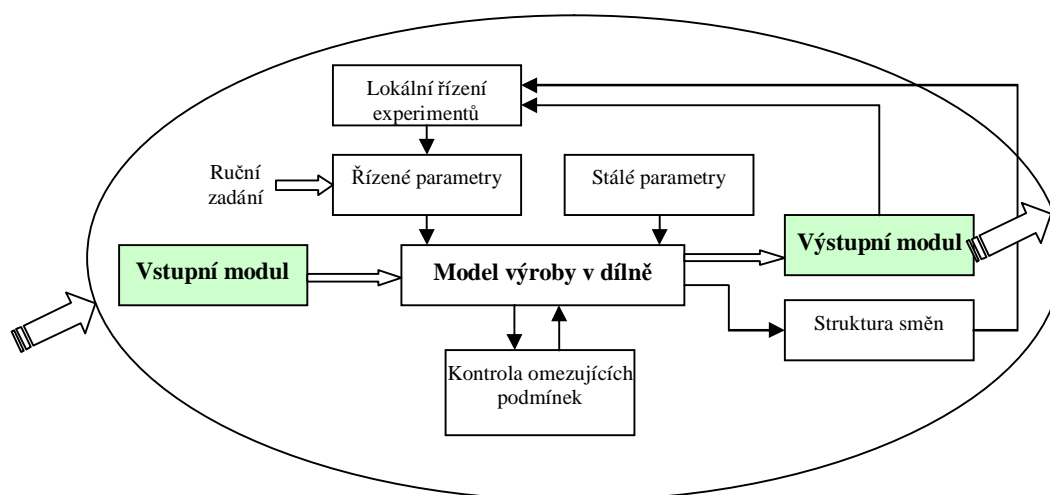 Lokální řízení
experimentů
Ruční
zadání
Řízené parametry
Stálé parametry
Vstupní modul
Model výroby v dílně
Výstupní modul
Struktura směn
Kontrola omezujících
podmínek